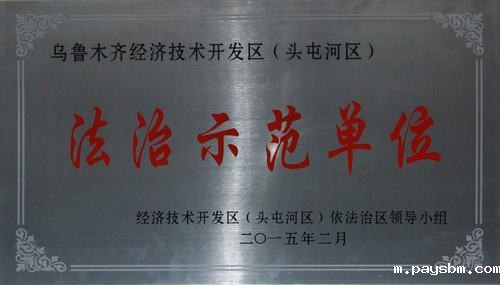 乌鲁木齐经济技术开发区（头屯河区）
法治示范单位
经济技术开发区（头屯河区）依法治区领导小组
二〇一五年二月
m.paysbm.com